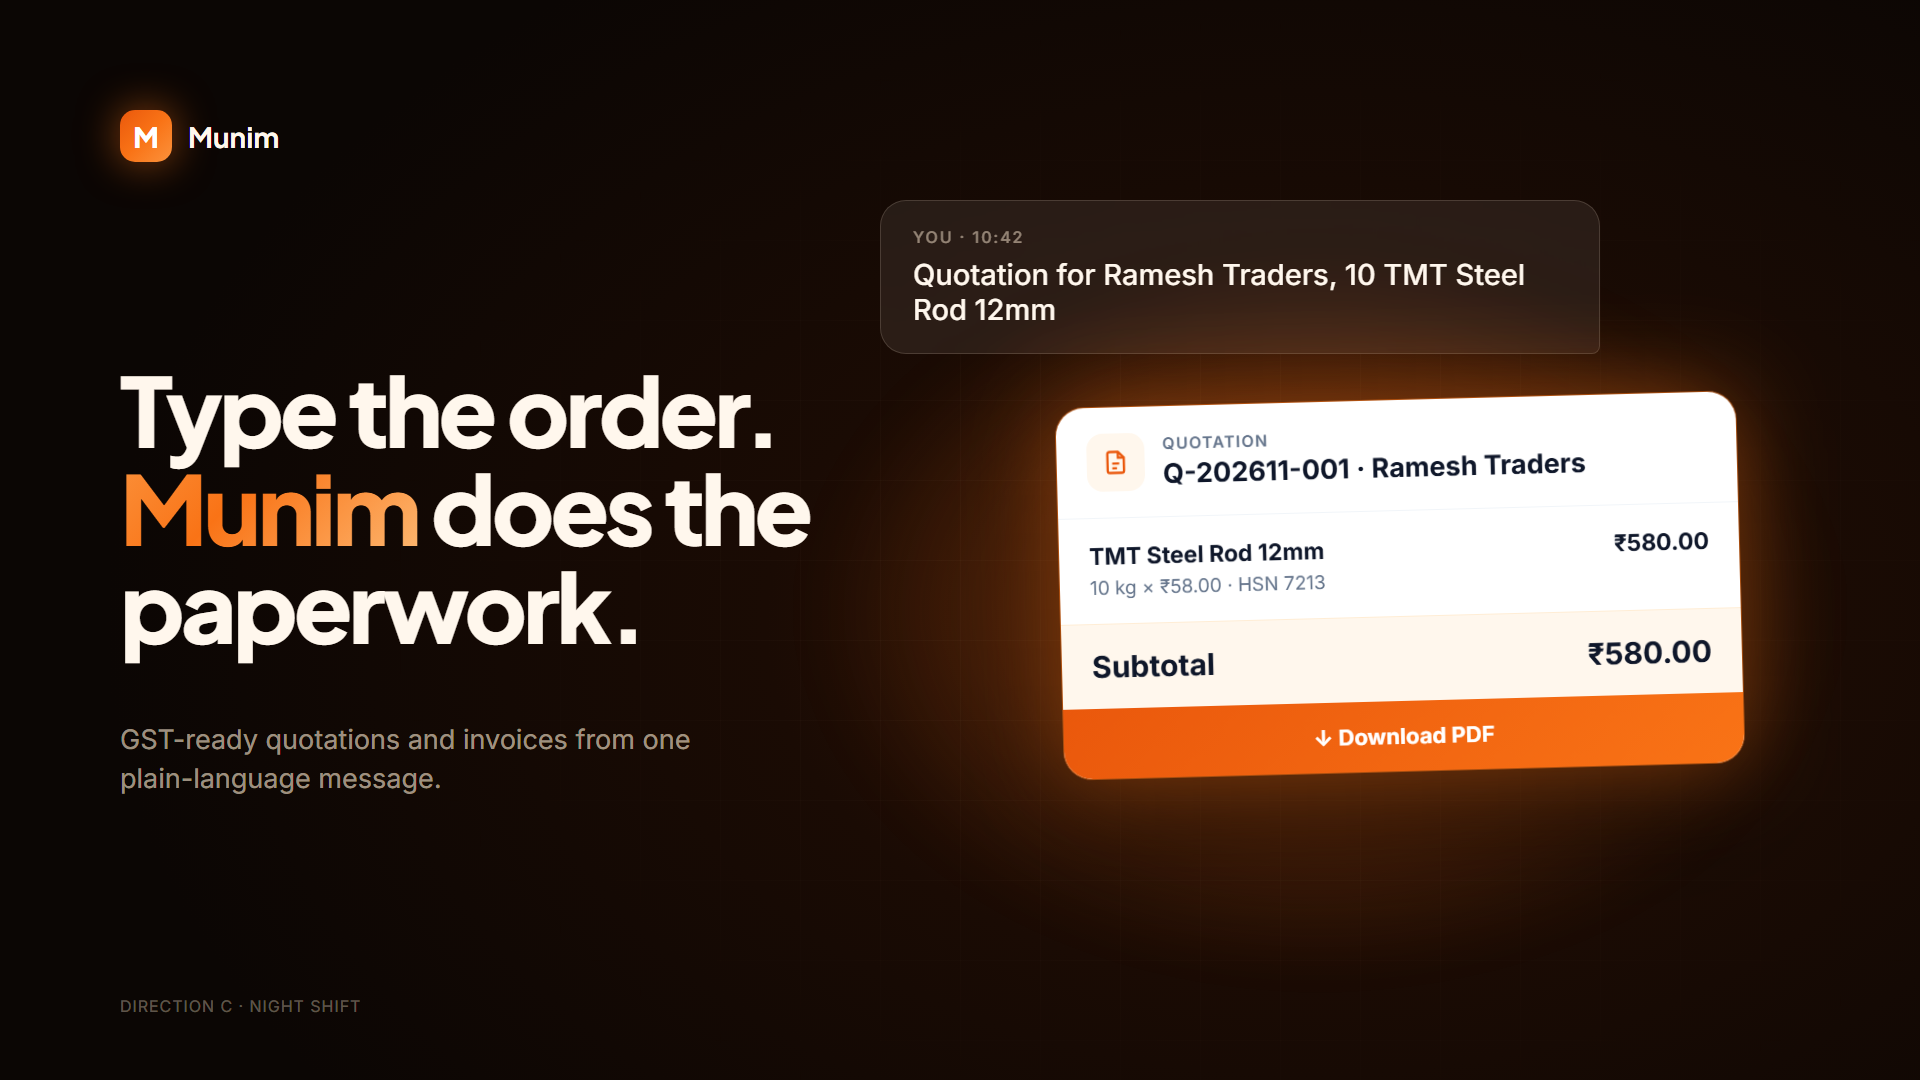 M Munim
Type the order.
Munim does the
paperwork.
GST-ready quotations and invoices from one
plain-language message.
DIRECTION C · NIGHT SHIFT
YOU · 10:42
Quotation for Ramesh Traders, 10 TMT Steel
Rod 12mm
QUOTATION
Q-202611-001 · Ramesh Traders
TMT Steel Rod 12mm ₹580.00
10 kg × ₹58.00 · HSN 7213
Subtotal ₹580.00
↓ Download PDF